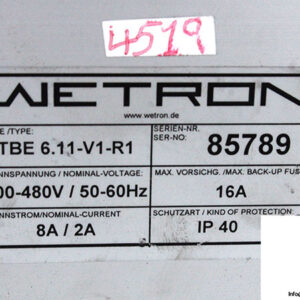 4519
WETRON
www.wetron.de
E /TYPE:
TBE 6.11-V1-R1
SERIEN-NR.
SER-NO:
85789
NNSPANNUNG / NOMINAL-VOLTAGE:
00-480V / 50-60Hz
MAX. VORSICHG. /MAX. BACK-UP FUS
16A
NNSTROM/NOMINAL-CURRENT
8A / 2A
SCHUTZART / KIND OF PROTECTION
IP 40